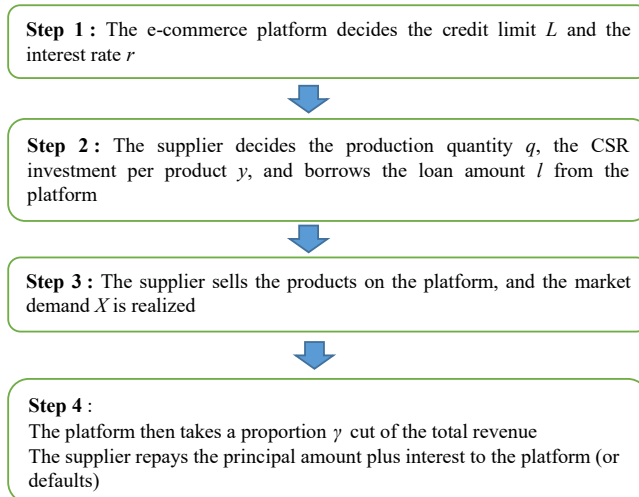 Step 1 : The e-commerce platform decides the credit limit L and the
interest rate r
Step 2 : The supplier decides the production quantity q, the CSR
investment per product y, and borrows the loan amount l from the
platform
Step 3 : The supplier sells the products on the platform, and the market
demand X is realized
Step 4 :
The platform then takes a proportion γ cut of the total revenue
The supplier repays the principal amount plus interest to the platform (or
defaults)